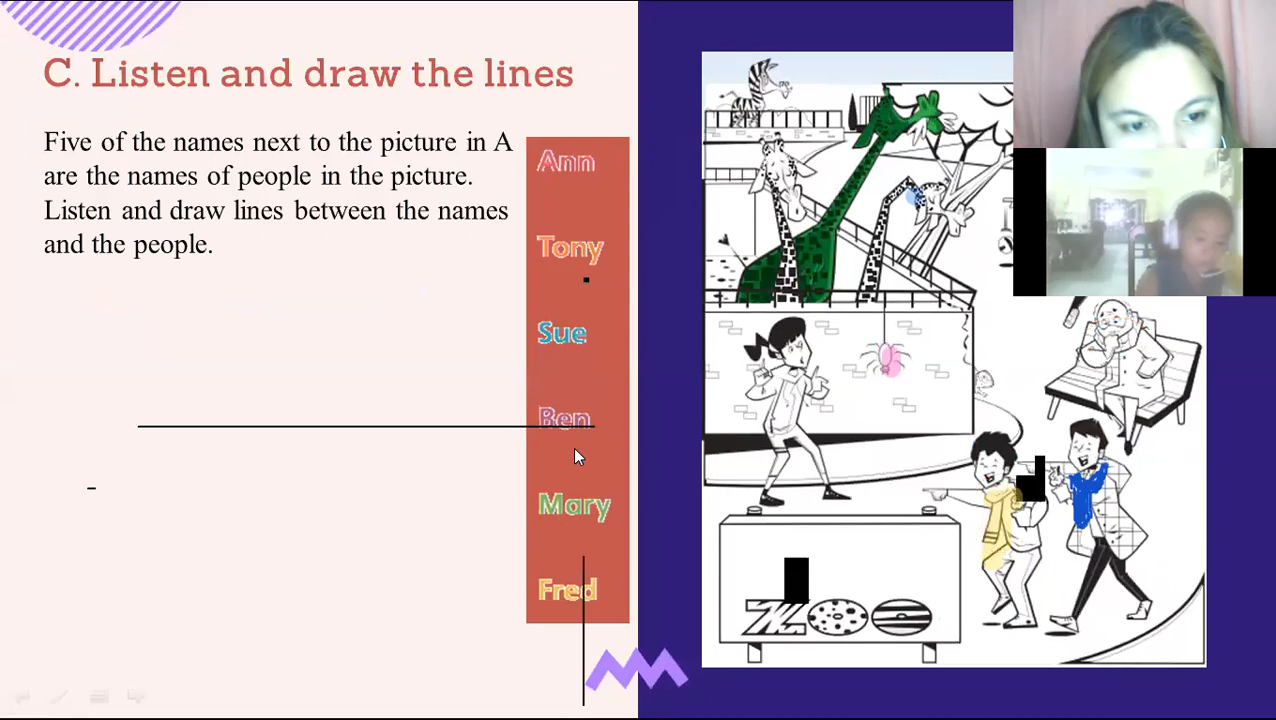 C. Listen and draw the lines
Five of the names next to the picture in A
are the names of people in the picture.
Listen and draw lines between the names
and the people.
Ann
Tony
Sue
Ben
Mary
Fred
ZOO